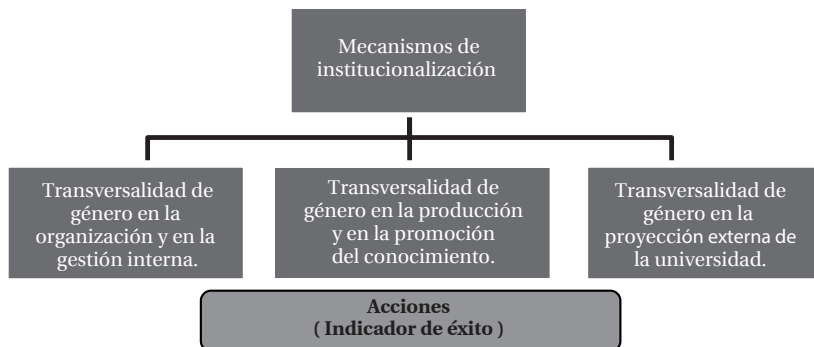 Mecanismos de
institucionalización
Transversalidad de
género en la
organización y en la
gestión interna.
Transversalidad de
género en la producción
y en la promoción
del conocimiento.
Transversalidad de
género en la
proyección externa de
la universidad.
Acciones
( Indicador de éxito )